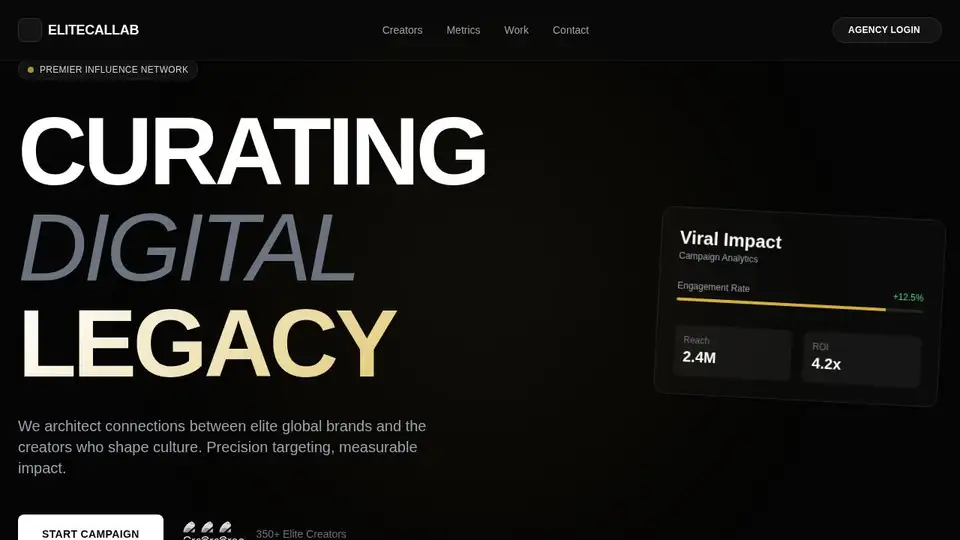 ELITECALLAB
Creators
Metrics
Work
Contact
AGENCY LOGIN
PREMIER INFLUENCE NETWORK
CURATING
DIGITAL
LEGACY
We architect connections between elite global brands and the
creators who shape culture. Precision targeting, measurable
impact.
START CAMPAIGN
350+ Elite Creators
Viral Impact
Campaign Analytics
Engagement Rate
+12.5%
Reach
2.4M
ROI
4.2x